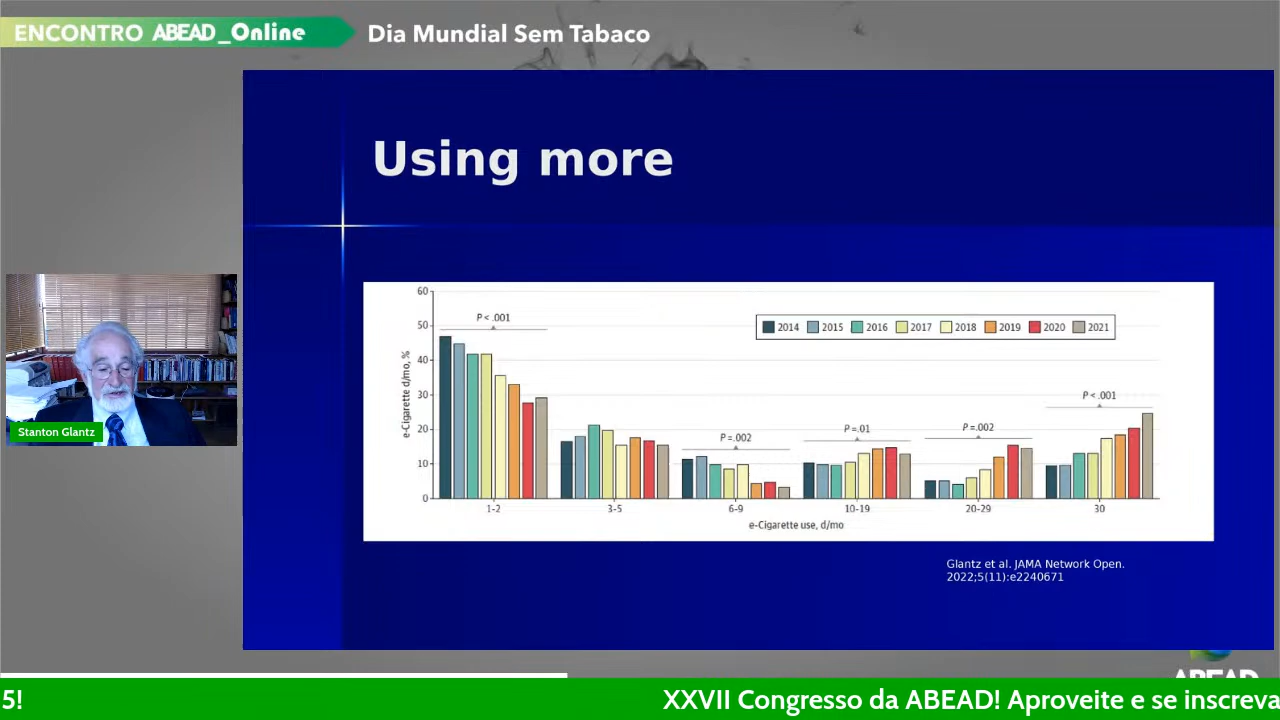 ENCONTRO ABEAD_Online
Dia Mundial Sem Tabaco
Using more
60
50
40
30
20
10
0
e-Cigarette d/mo, %
P < .001
P = .002
P = .01
P = .002
P < .001
2014 2015 2016 2017 2018 2019 2020 2021
1-2 3-5 6-9 10-19 20-29 30
e-Cigarette use, d/mo
Glantz et al. JAMA Network Open.
2022;5(11):e2240671
Stanton Glantz
ABEAD
5! XXVII Congresso da ABEAD! Aproveite e se inscreva